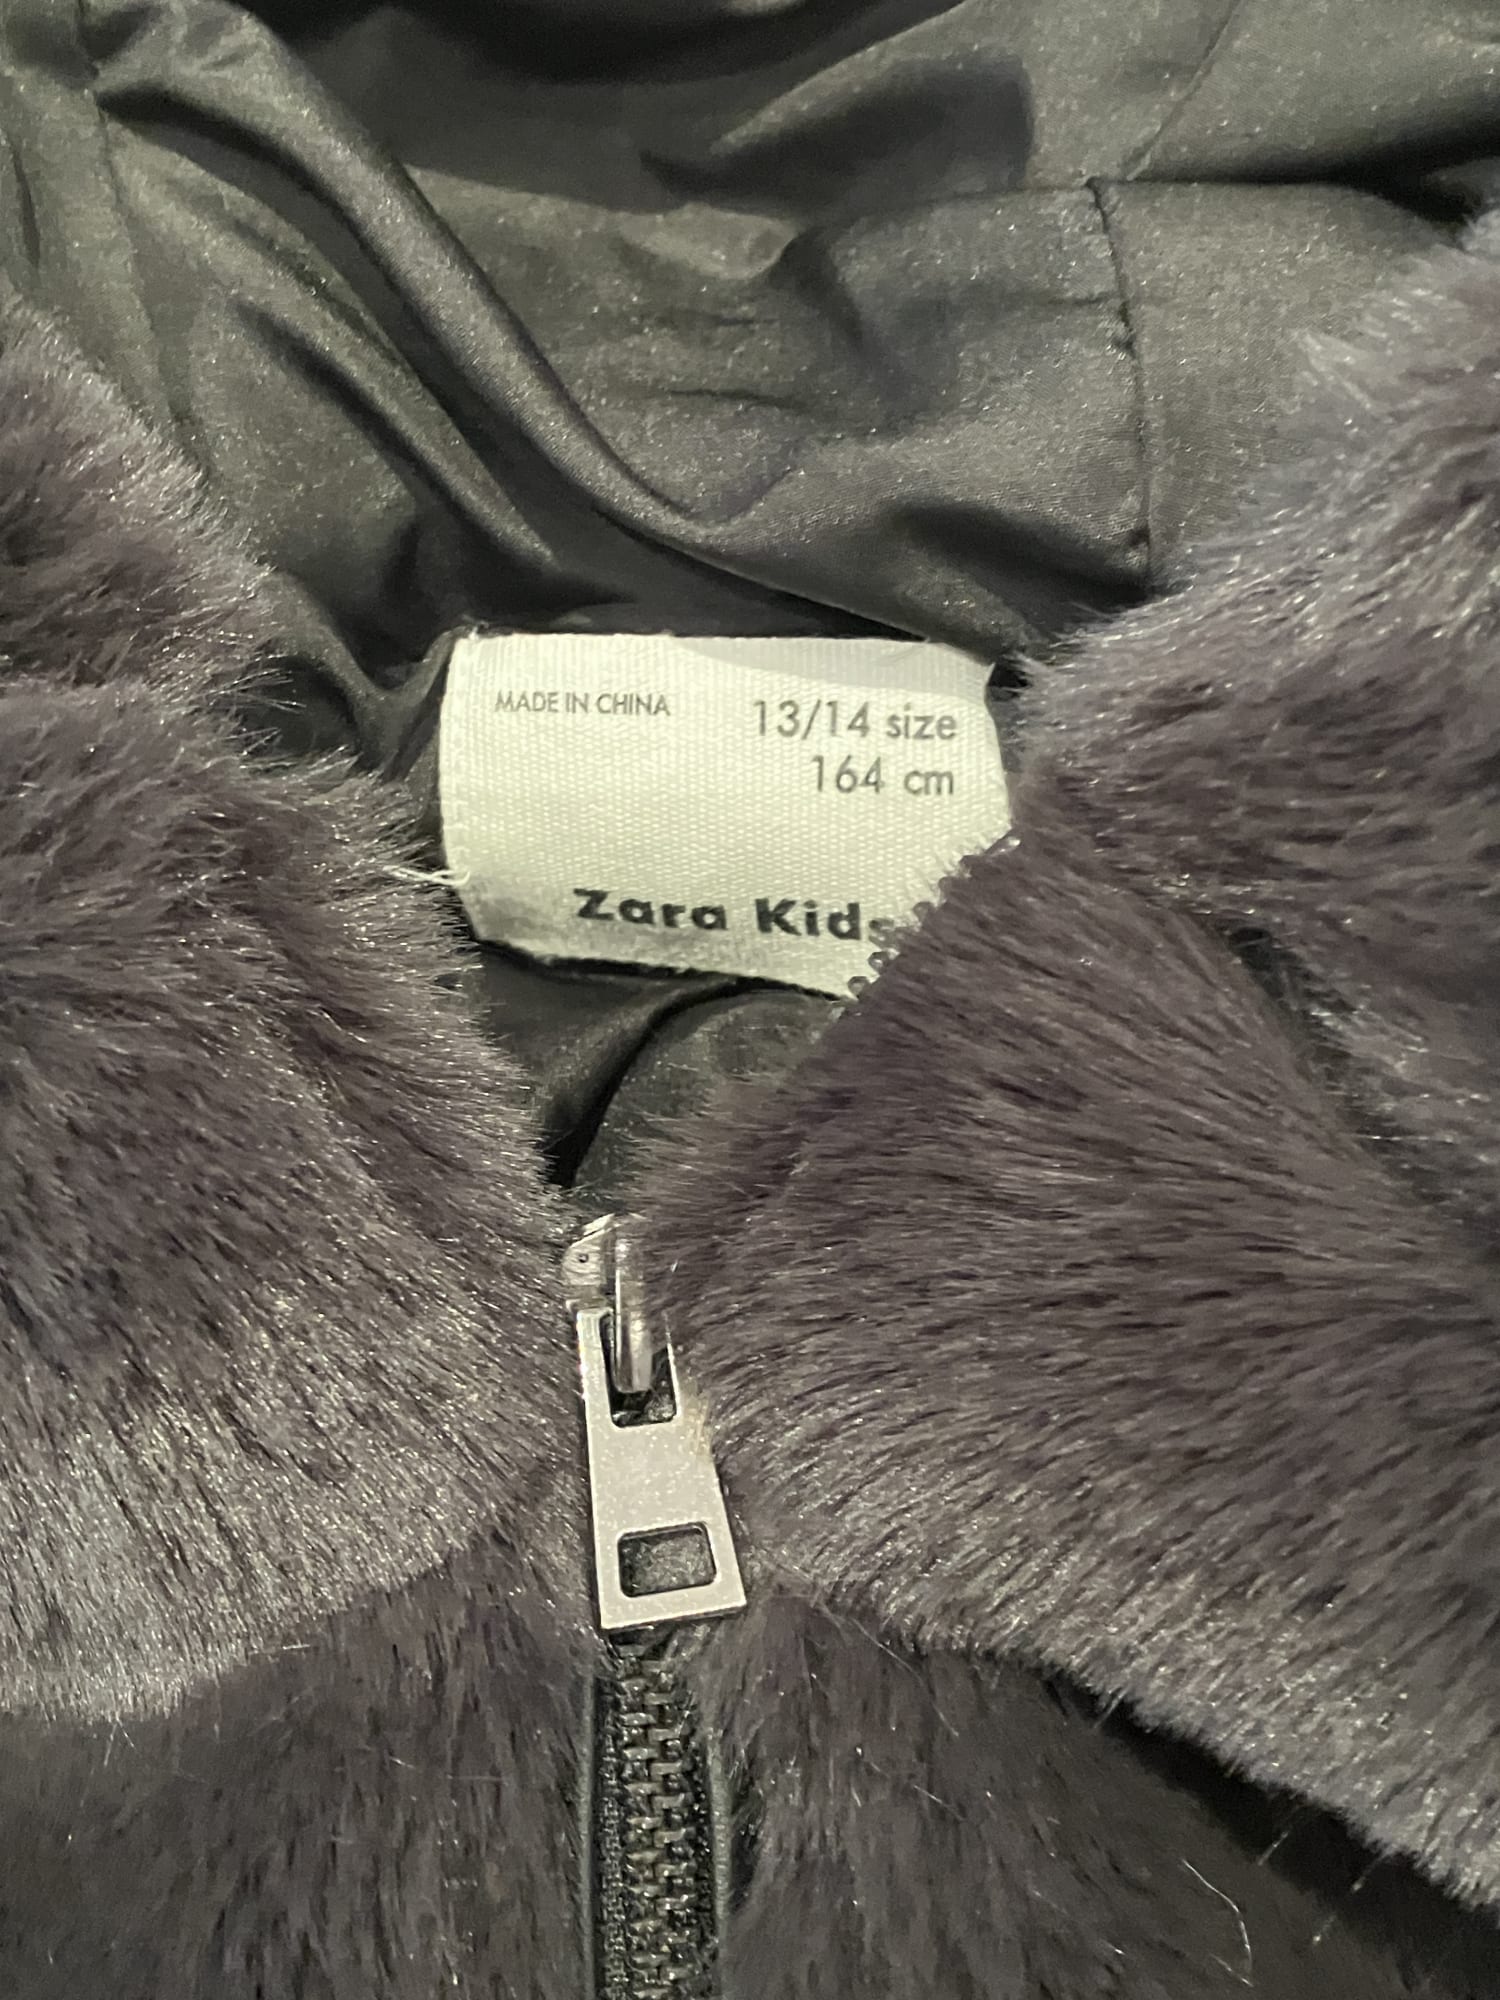 MADE IN CHINA
13/14 size
164 cm
Zara Kids